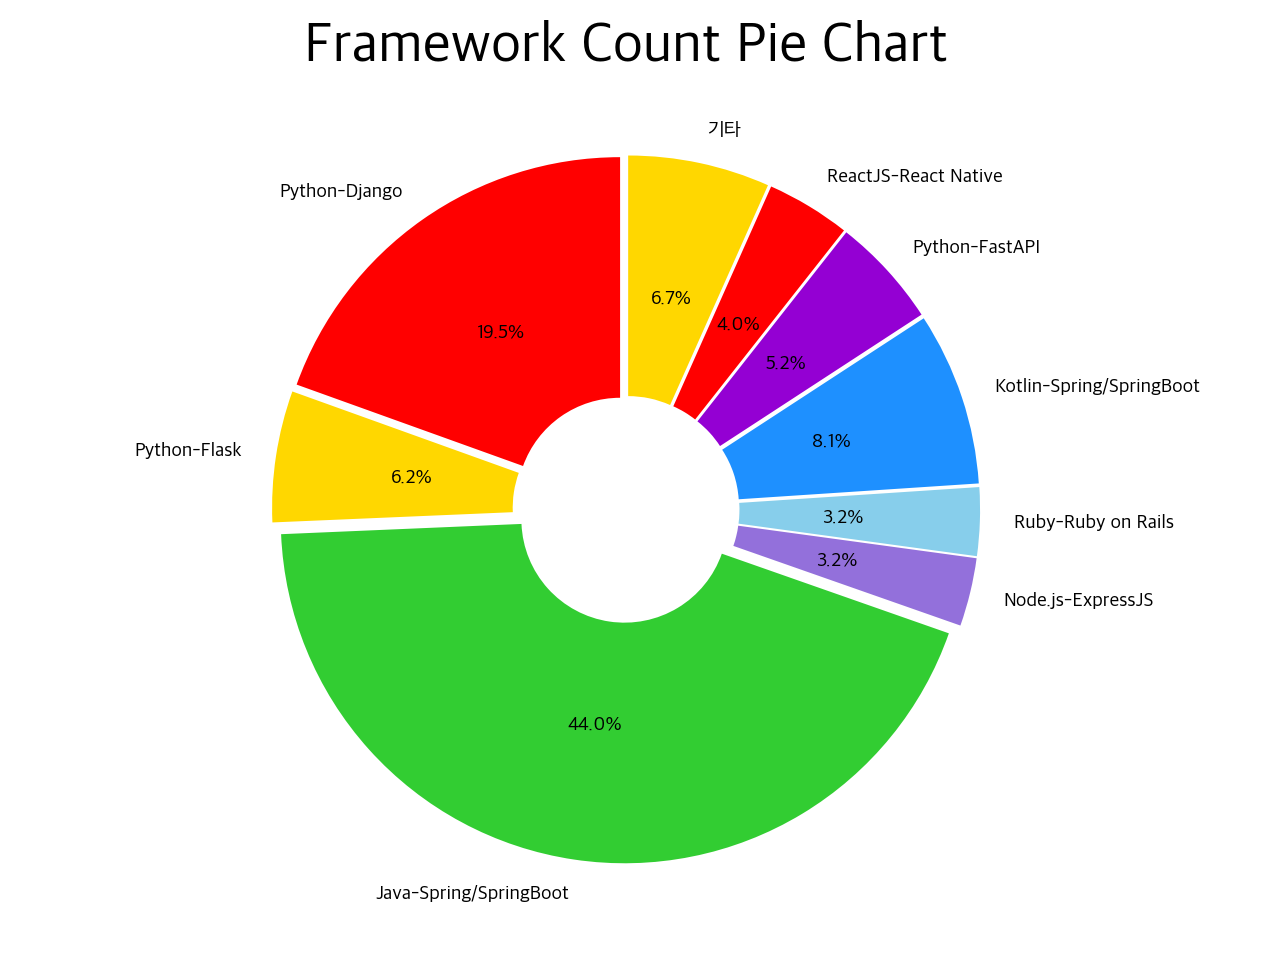 Framework Count Pie Chart
기타
ReactJS-React Native
Python-Django
Python-FastAPI
6.7%
4.0%
19.5%
5.2%
Kotlin-Spring/SpringBoot
8.1%
Python-Flask
6.2%
3.2%
Ruby-Ruby on Rails
3.2%
Node.js-ExpressJS
44.0%
Java-Spring/SpringBoot